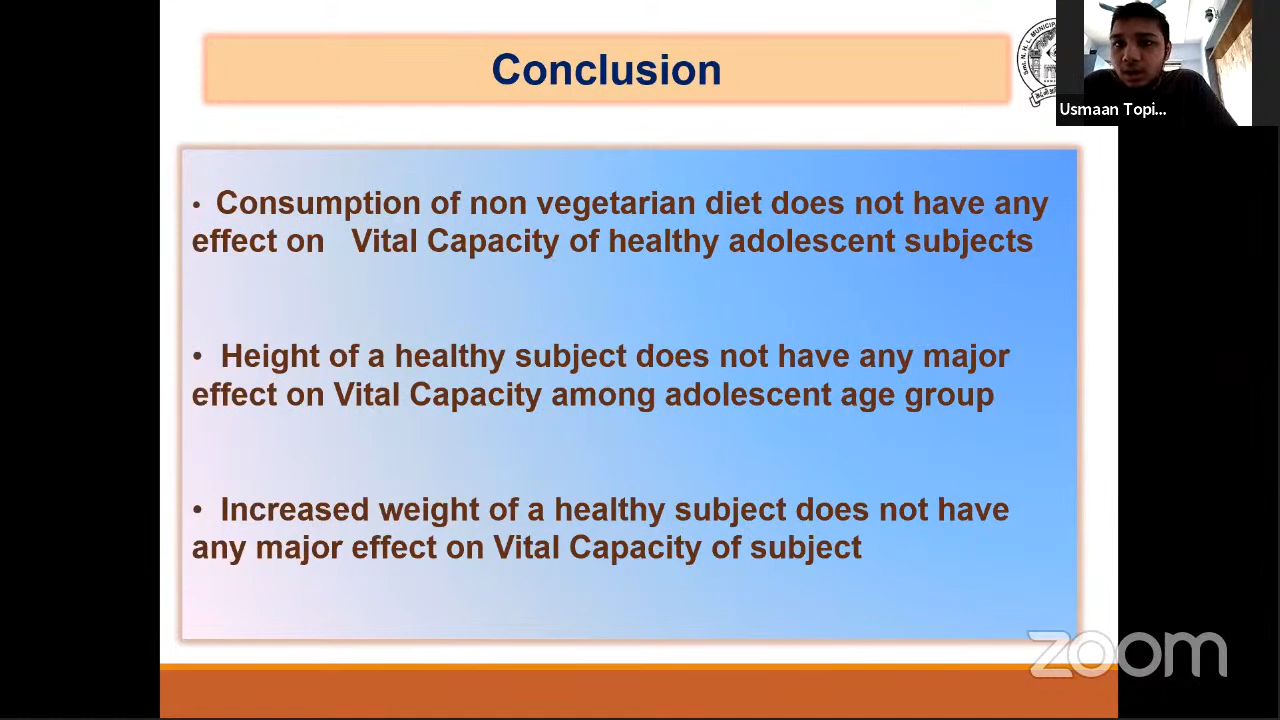 Conclusion
Usmaan Topi...
• Consumption of non vegetarian diet does not have any
effect on Vital Capacity of healthy adolescent subjects
• Height of a healthy subject does not have any major
effect on Vital Capacity among adolescent age group
• Increased weight of a healthy subject does not have
any major effect on Vital Capacity of subject
zoom